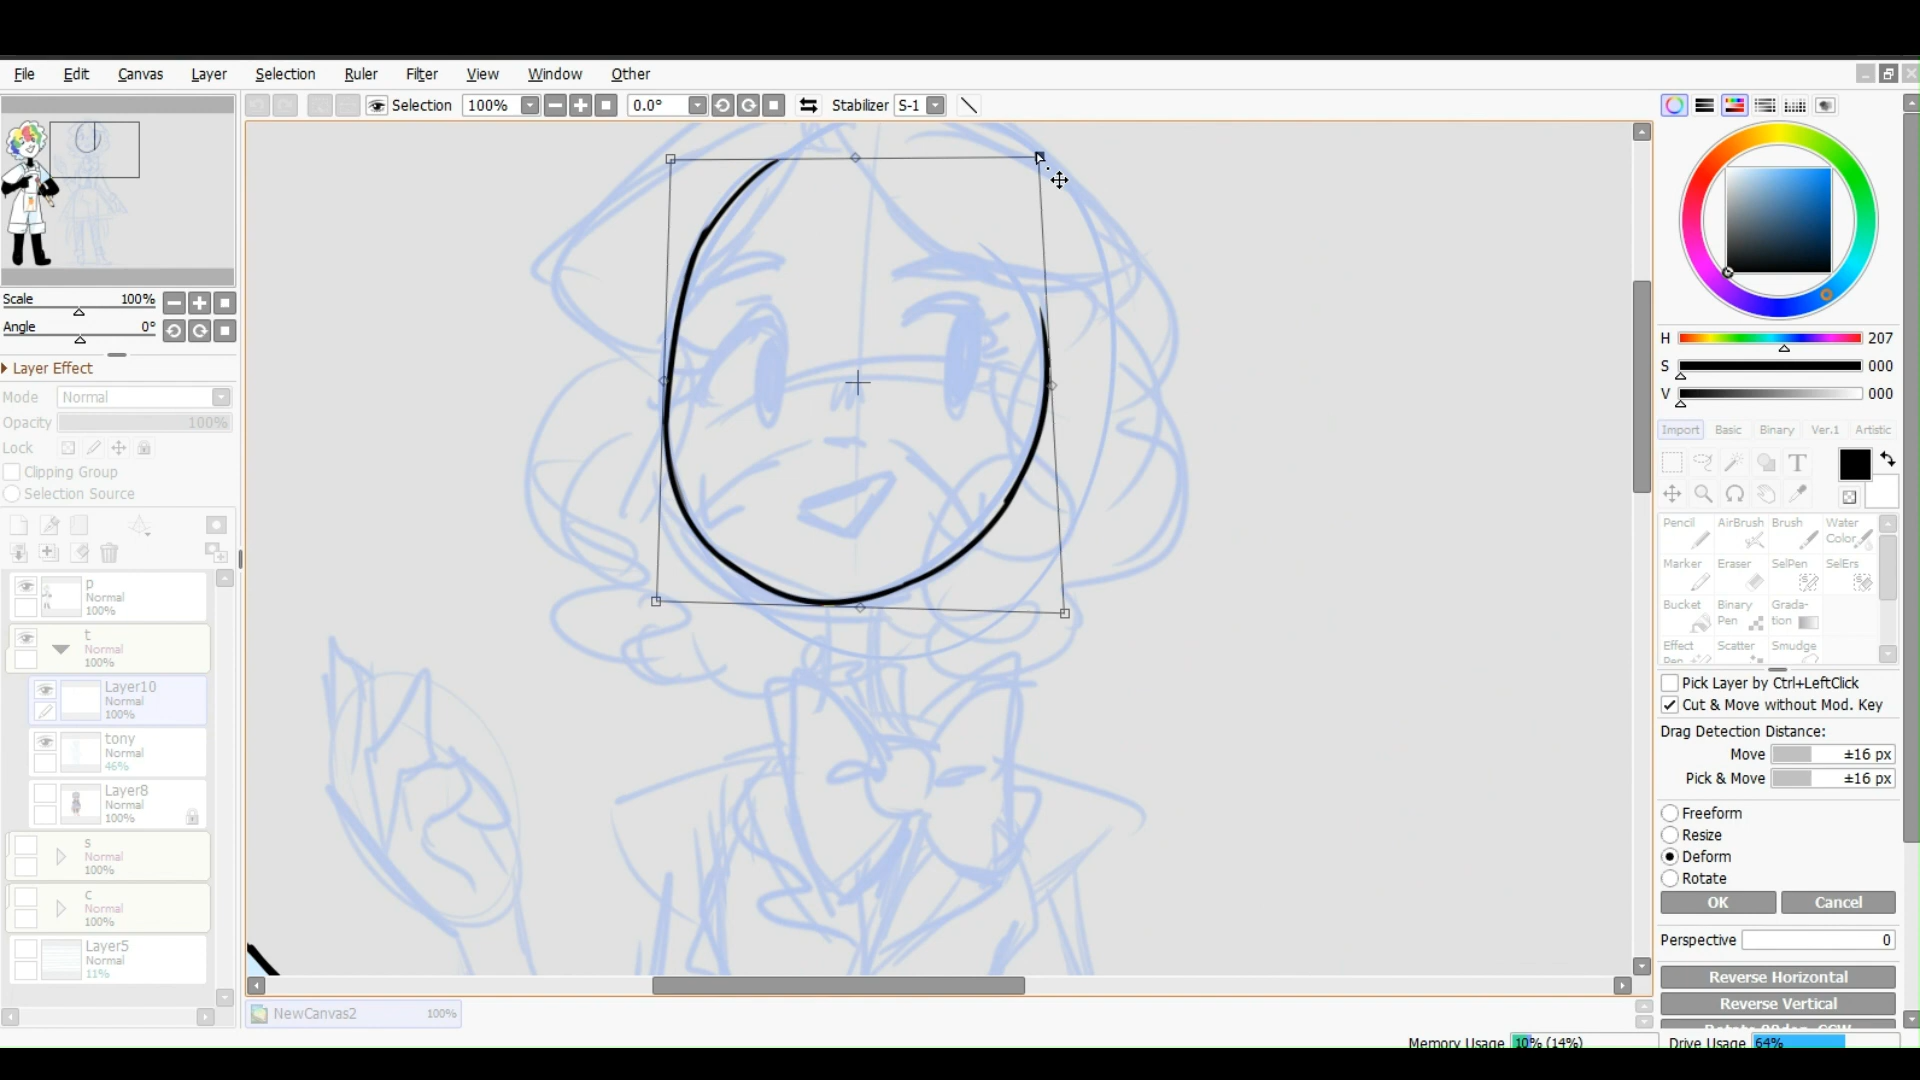 File Edit Canvas Layer Selection Ruler Filter View Window Other
Selection 100% 0.0° Stabilizer S-1
Scale 100%
Angle 0°
Layer Effect
Mode Normal
Opacity 100%
Lock
Clipping Group
Selection Source
p
Normal
100%
t
Normal
100%
Layer10
Normal
100%
tony
Normal
46%
Layer8
Normal
100%
s
Normal
100%
c
Normal
100%
Layer5
Normal
11%
NewCanvas2 100%
H 207
S 000
V 000
Import Basic Binary Ver.1 Artistic
T
Pencil AirBrush Brush Water Color
Marker Eraser SelPen SelErs
Bucket Binary Pen Grada-tion
Effect Pen Scatter Smudge
Pick Layer by Ctrl+LeftClick
Cut & Move without Mod. Key
Drag Detection Distance:
Move ±16 px
Pick & Move ±16 px
Freeform
Resize
Deform
Rotate
OK Cancel
Perspective 0
Reverse Horizontal
Reverse Vertical
Memory Usage 10% (14%) Drive Usage 64%